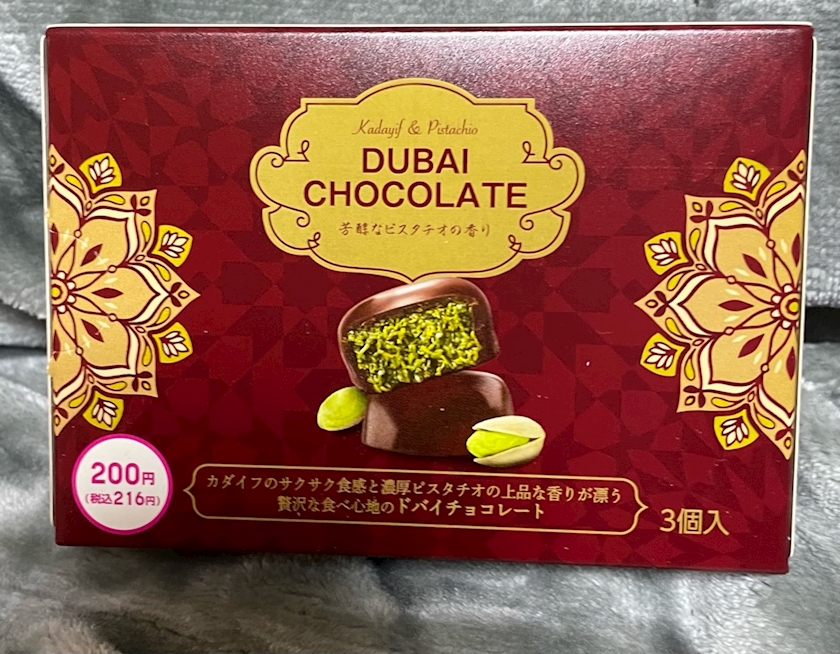 Kadayif & Pistachio
DUBAI
CHOCOLATE
芳醇なピスタチオの香り
200円
(税込216円)
カダイフのサクサク食感と濃厚ピスタチオの上品な香りが漂う
贅沢な食べ心地のドバイチョコレート
3個入